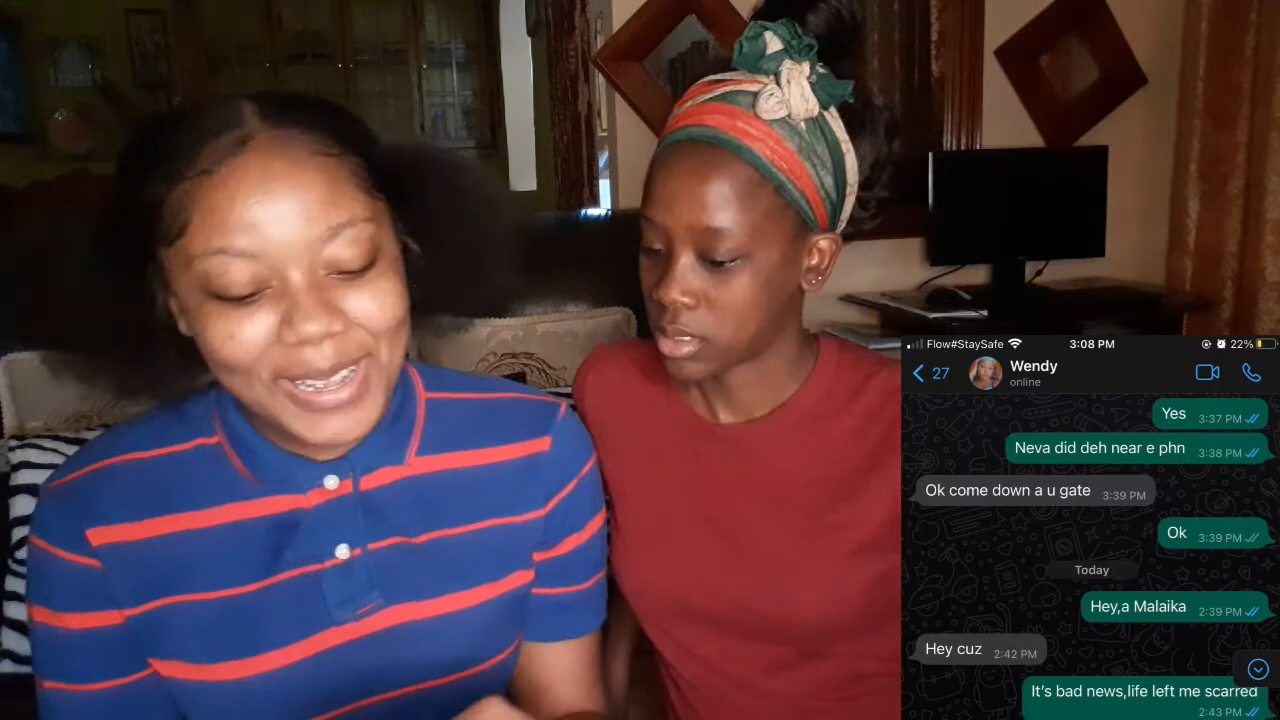 Flow#StaySafe 3:08 PM 22%
27 Wendy
online
Yes 3:37 PM
Neva did deh near e phn 3:38 PM
Ok come down a u gate 3:39 PM
Ok 3:39 PM
Today
Hey,a Malaika 2:39 PM
Hey cuz 2:42 PM
It’s bad news,life left me scarred
2:43 PM